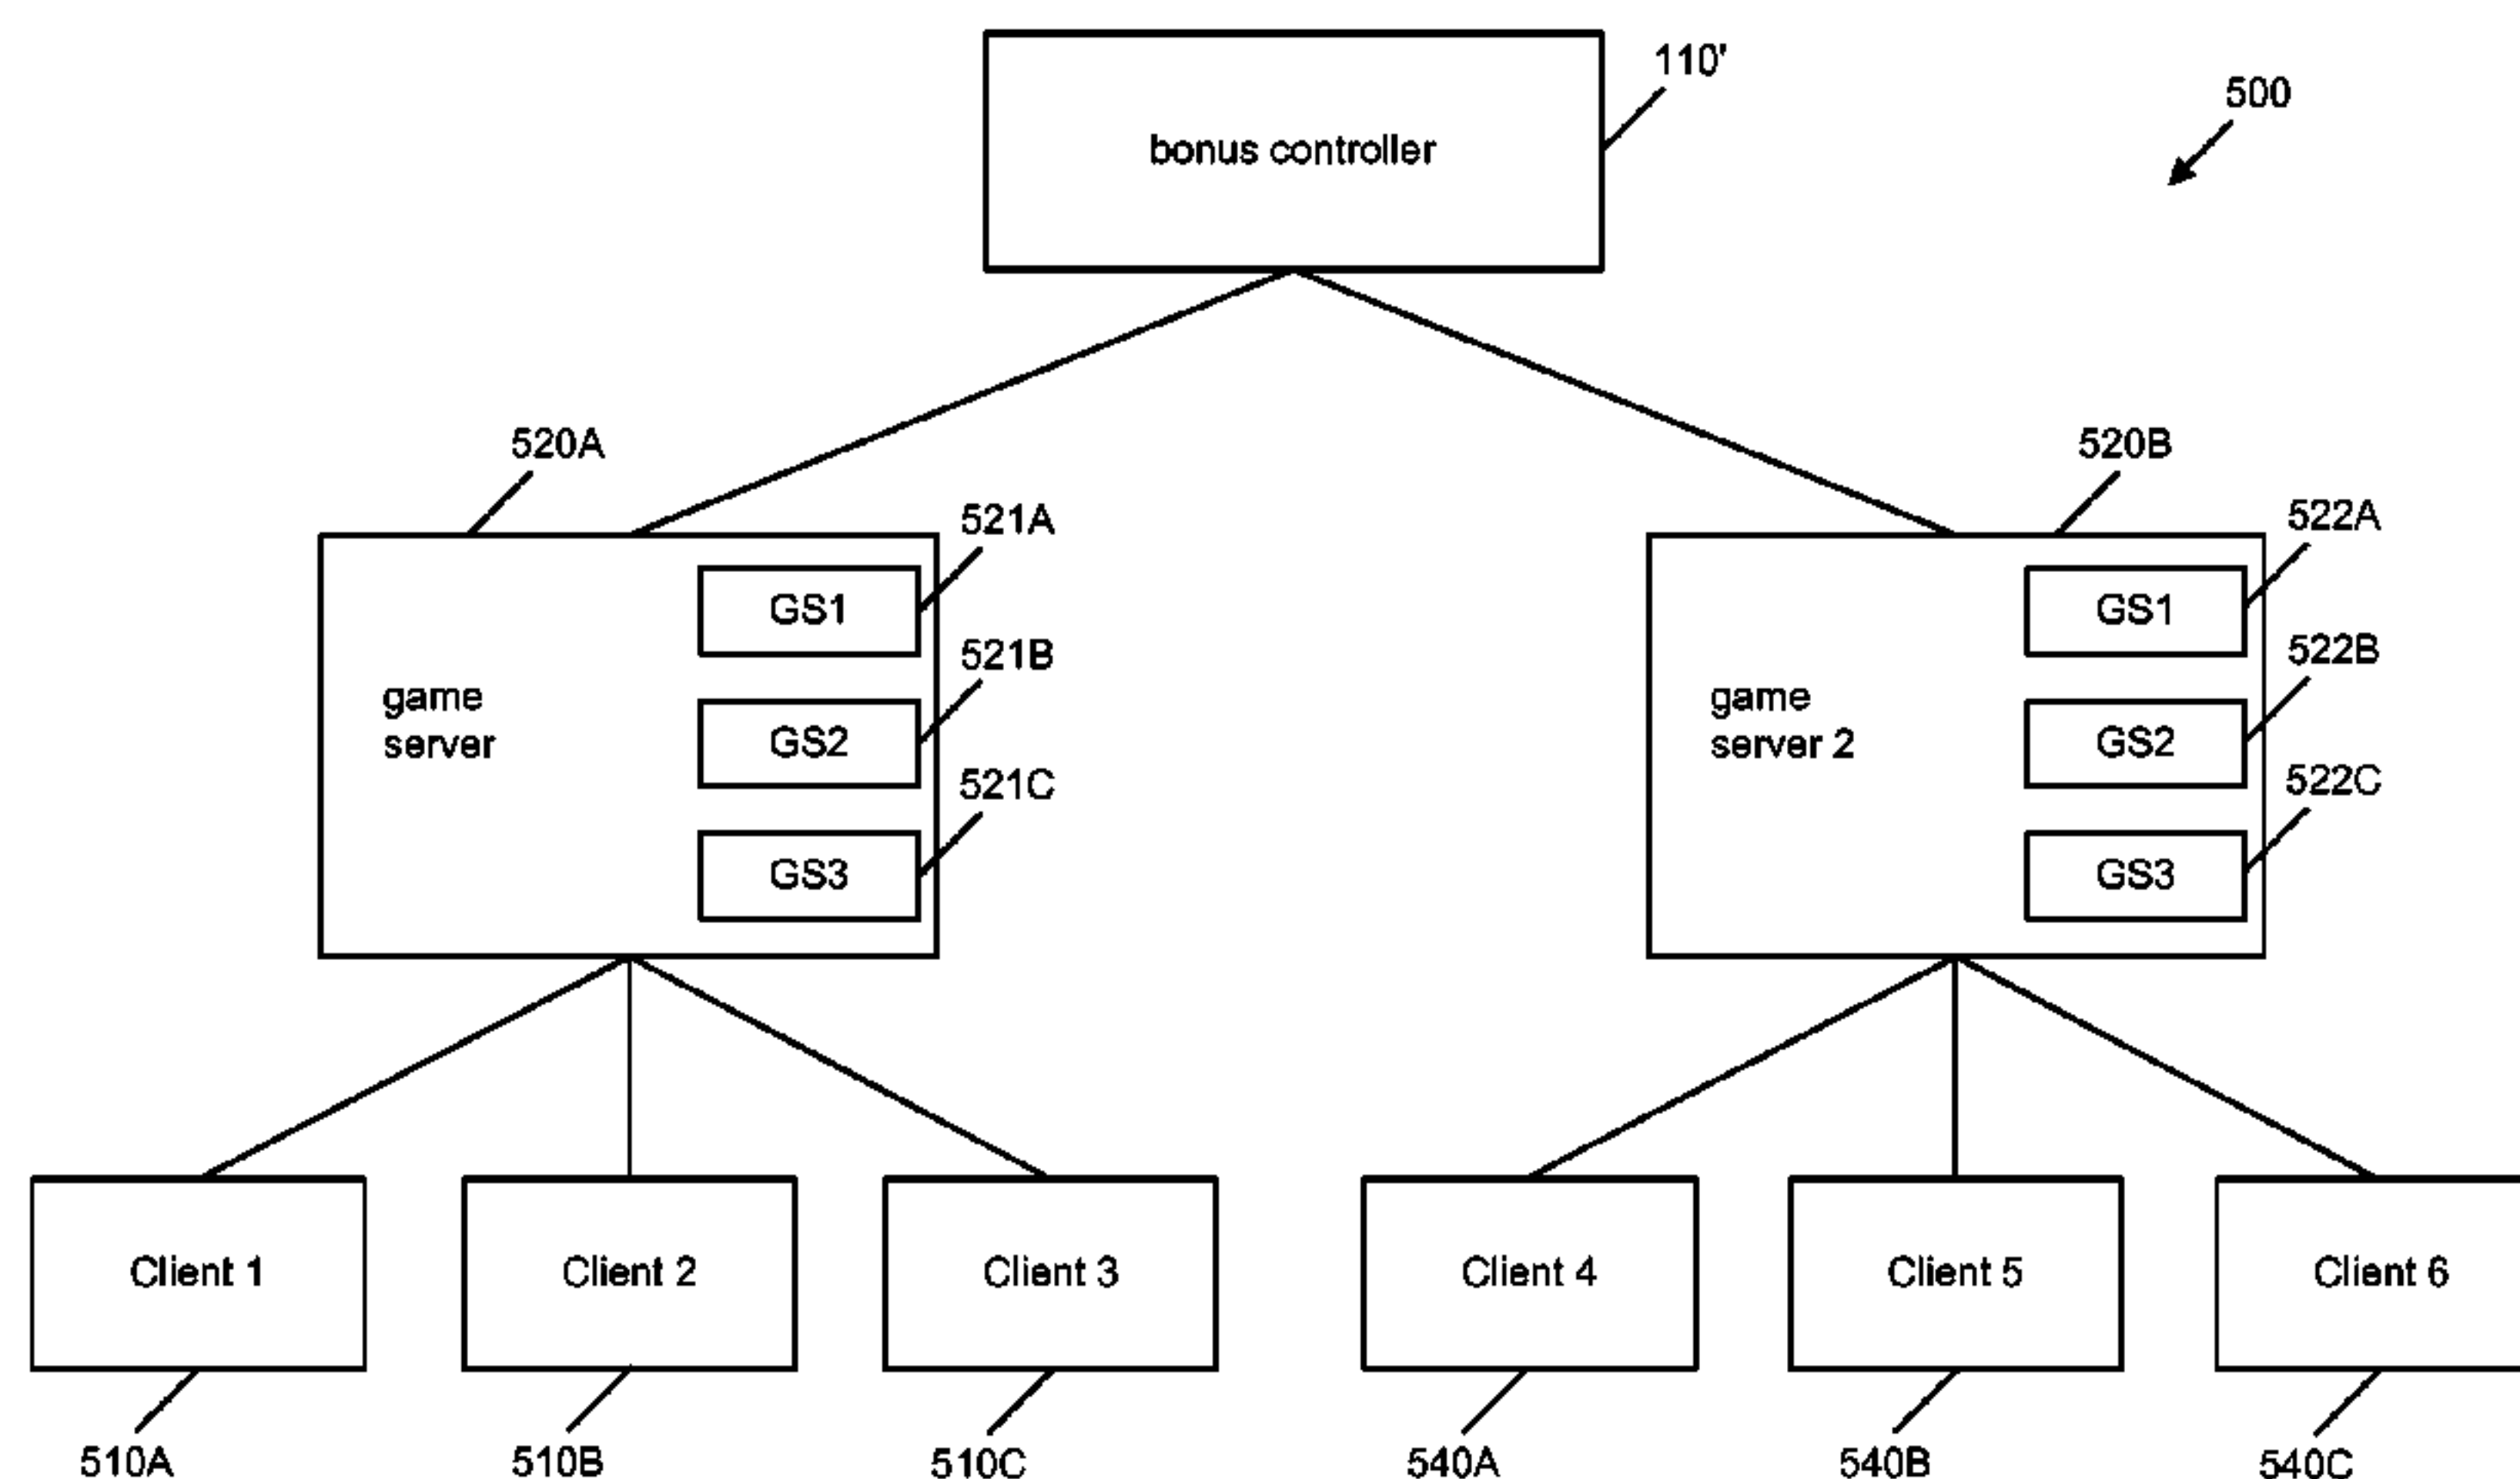 110'
500
bonus controller
520A
520B
521A
522A
GS1
GS1
521B
522B
game
server
GS2
game
server 2
GS2
521C
522C
GS3
GS3
Client 1
Client 2
Client 3
Client 4
Client 5
Client 6
510A
510B
510C
540A
540B
540C